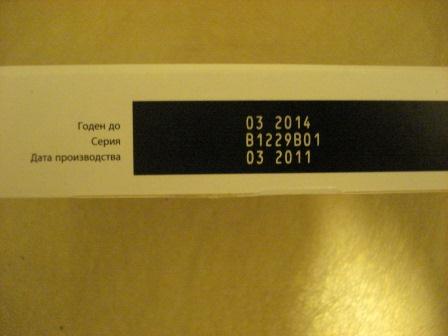 Годен до 03 2014
Серия B1229B01
Дата производства 03 2011